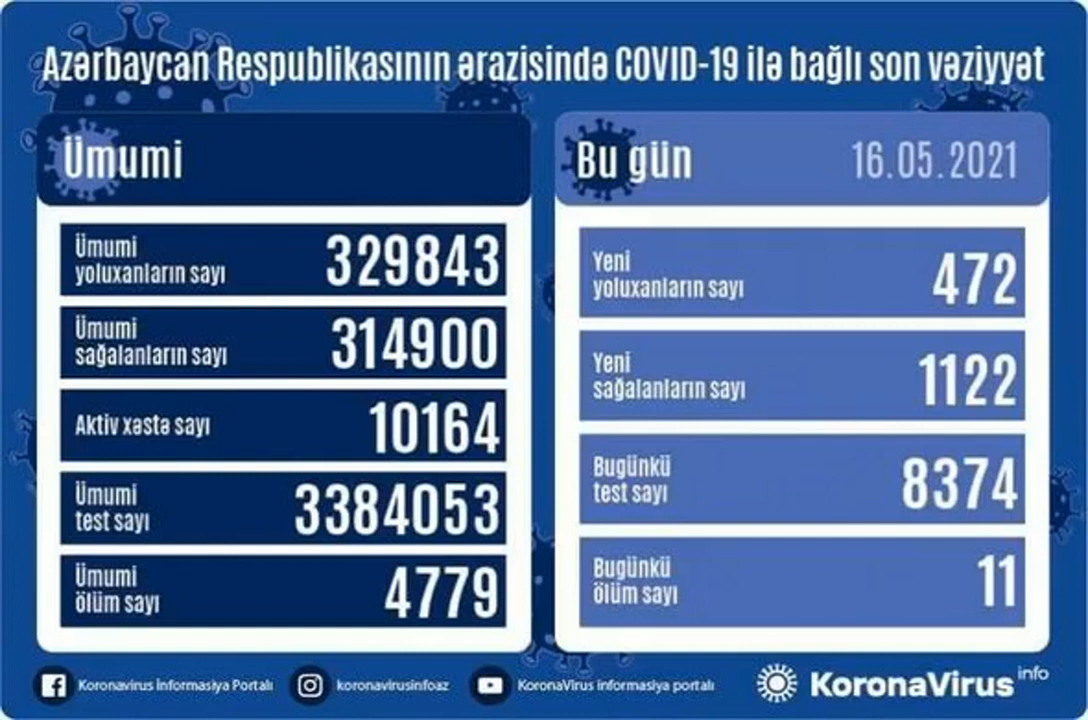 Azərbaycan Respublikasının ərazisində COVID-19 ilə bağlı son vəziyyət
Ümumi
Ümumi
yoluxanların sayı
329843
Ümumi
sağalanların sayı
314900
Aktiv xəstə sayı
10164
Ümumi
test sayı
3384053
Ümumi
ölüm sayı
4779
Bu gün
16.05.2021
Yeni
yoluxanların sayı
472
Yeni
sağalanların sayı
1122
Bugünkü
test sayı
8374
Bugünkü
ölüm sayı
11
Koronavirus İnformasiya Portalı
koronavirusinfoaz
KoronaVirus informasiya portalı
KoronaVirus info